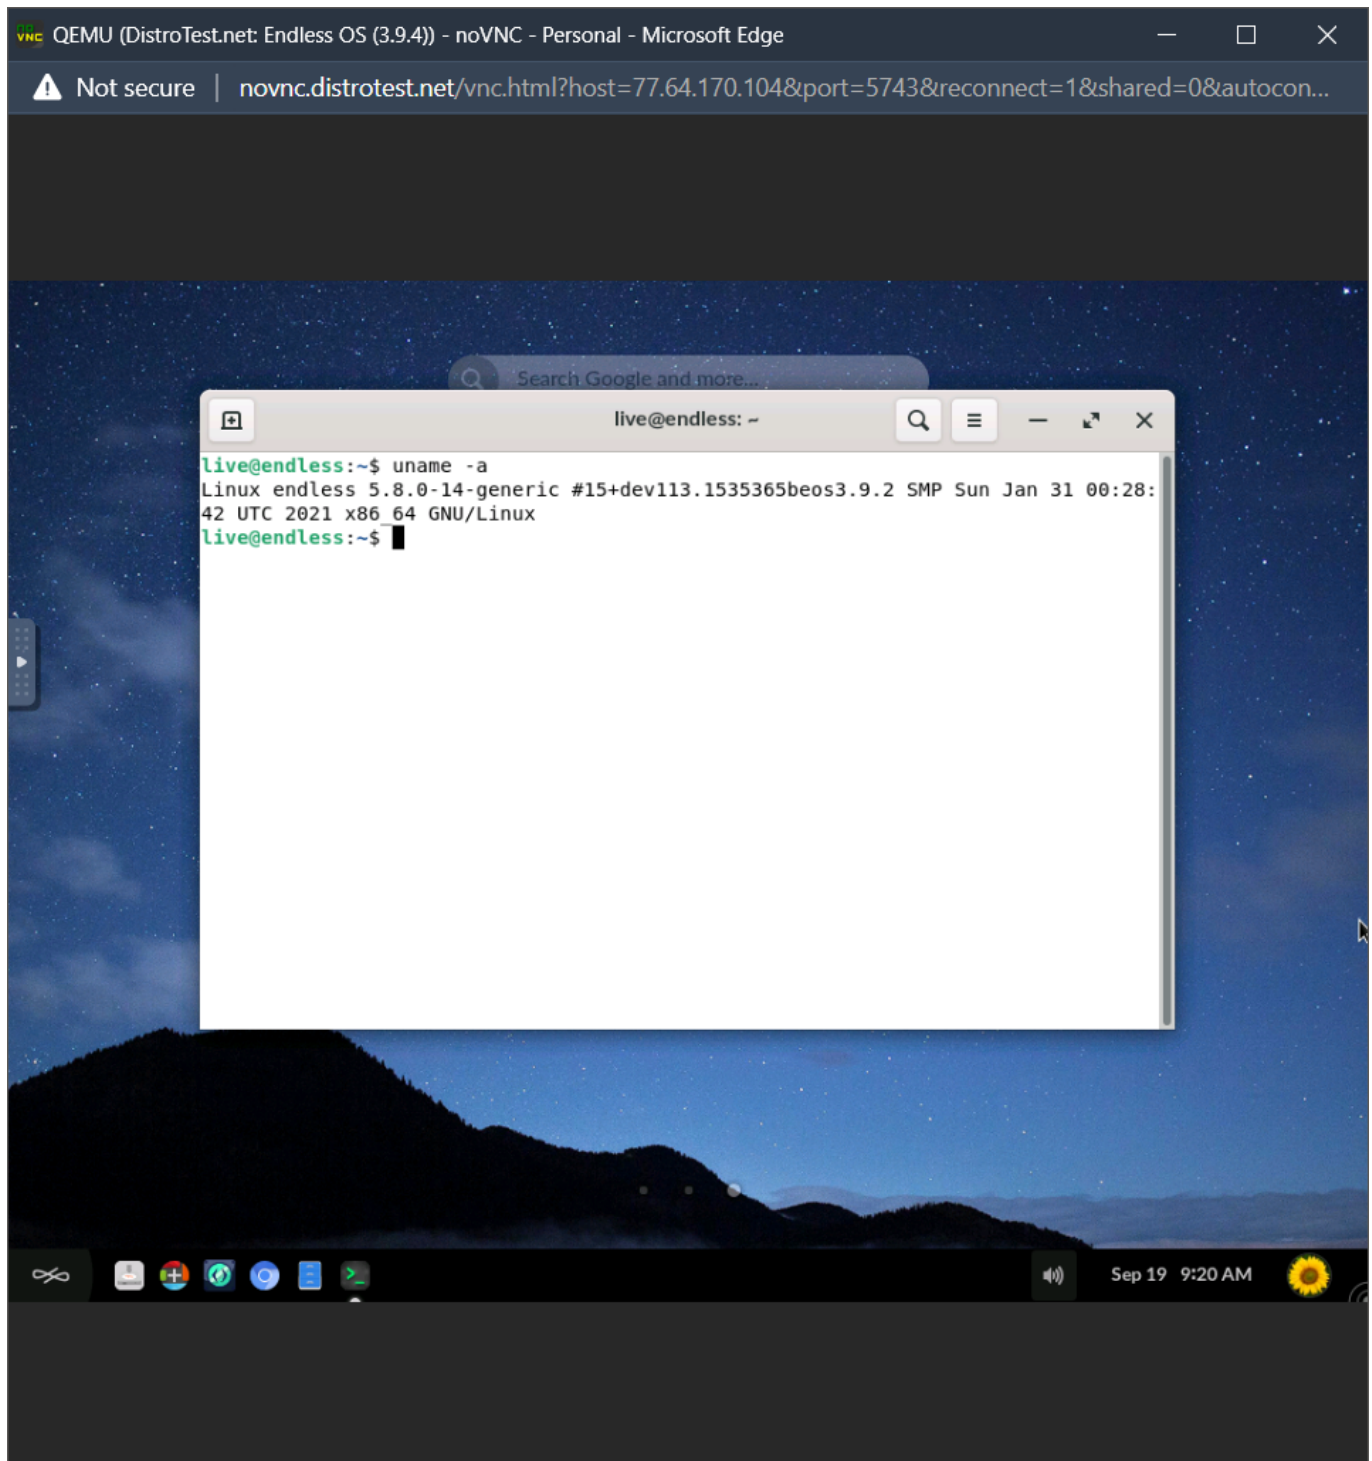 QEMU (DistroTest.net: Endless OS (3.9.4)) - noVNC - Personal - Microsoft Edge
Not secure | novnc.distrotest.net/vnc.html?host=77.64.170.104&port=5743&reconnect=1&shared=0&autocon...
Search Google and more...
live@endless: ~
live@endless:~$ uname -a
Linux endless 5.8.0-14-generic #15+dev113.1535365beos3.9.2 SMP Sun Jan 31 00:28:
42 UTC 2021 x86_64 GNU/Linux
live@endless:~$
Sep 19 9:20 AM